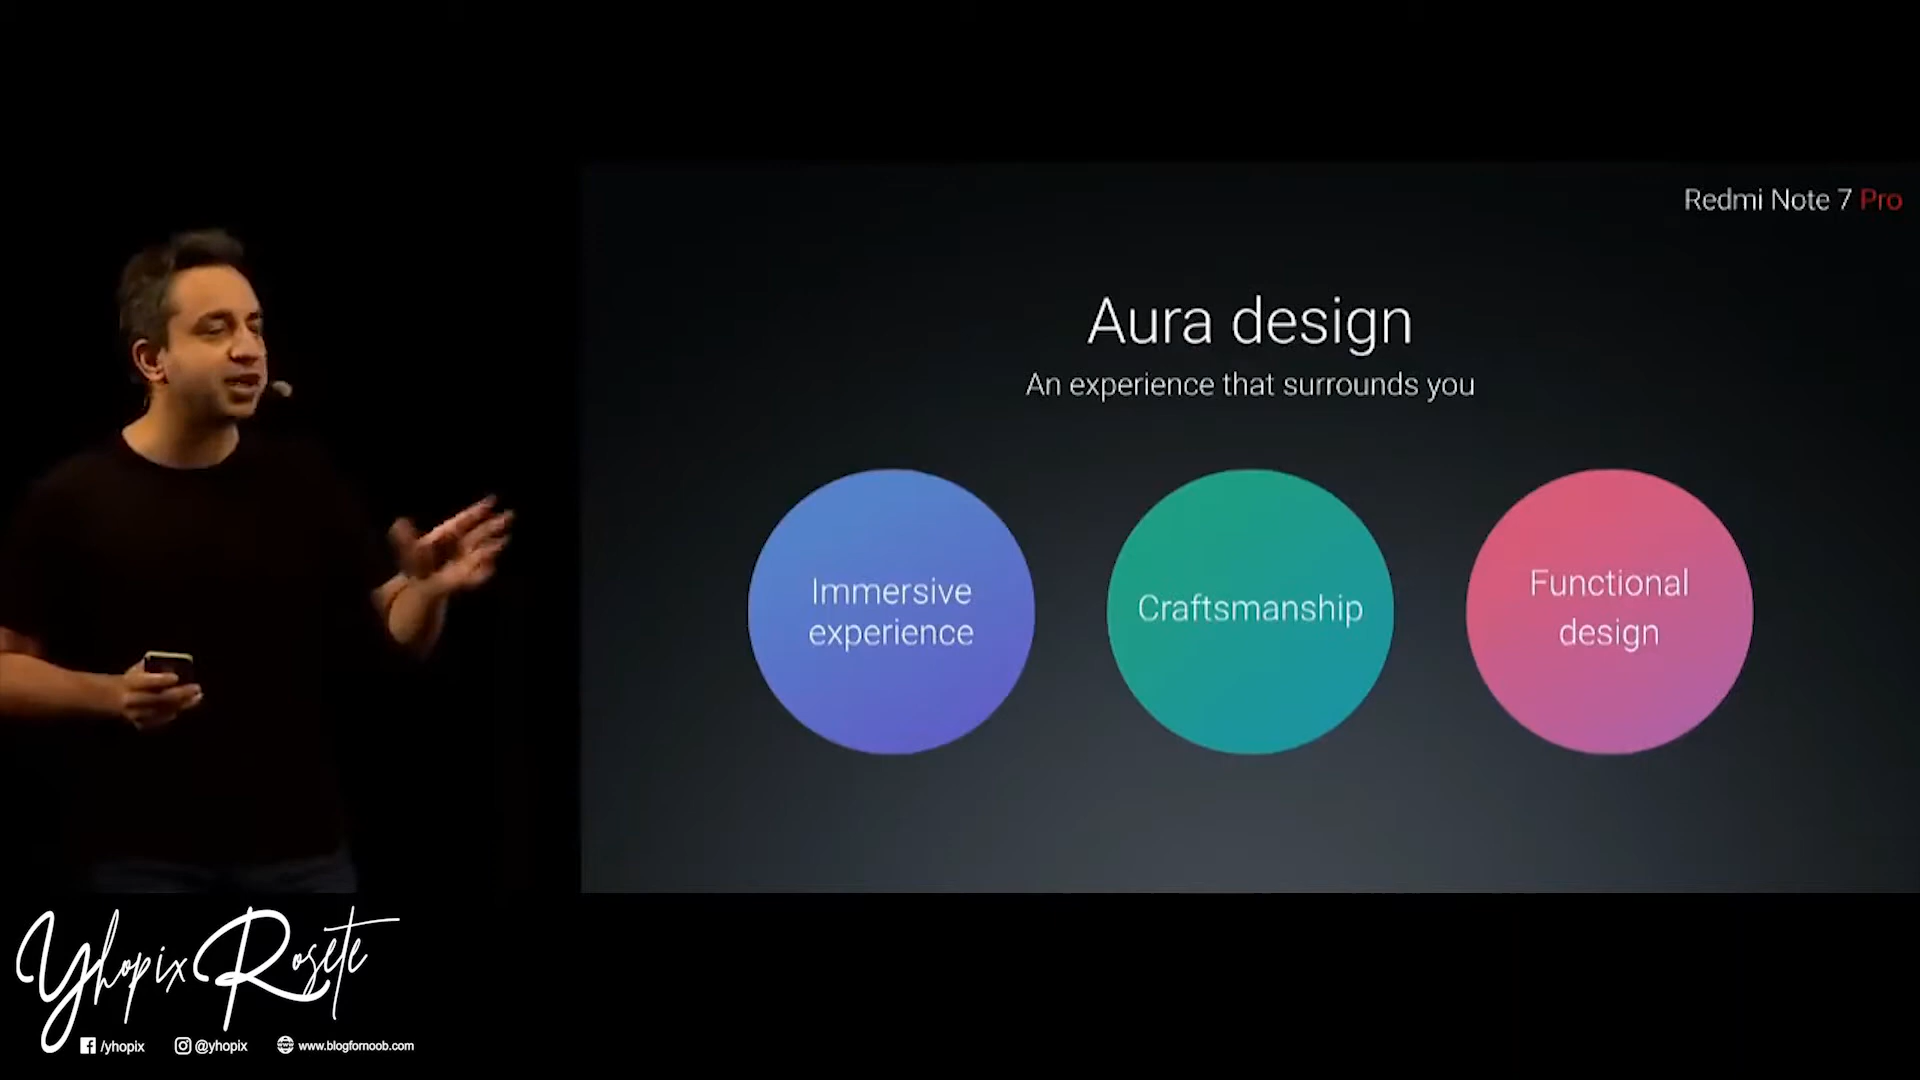 Redmi Note 7 Pro
Aura design
An experience that surrounds you
Immersive
experience
Craftsmanship
Functional
design
Yhopix Rosete
/yhopix
@yhopix
www.blogfornoob.com